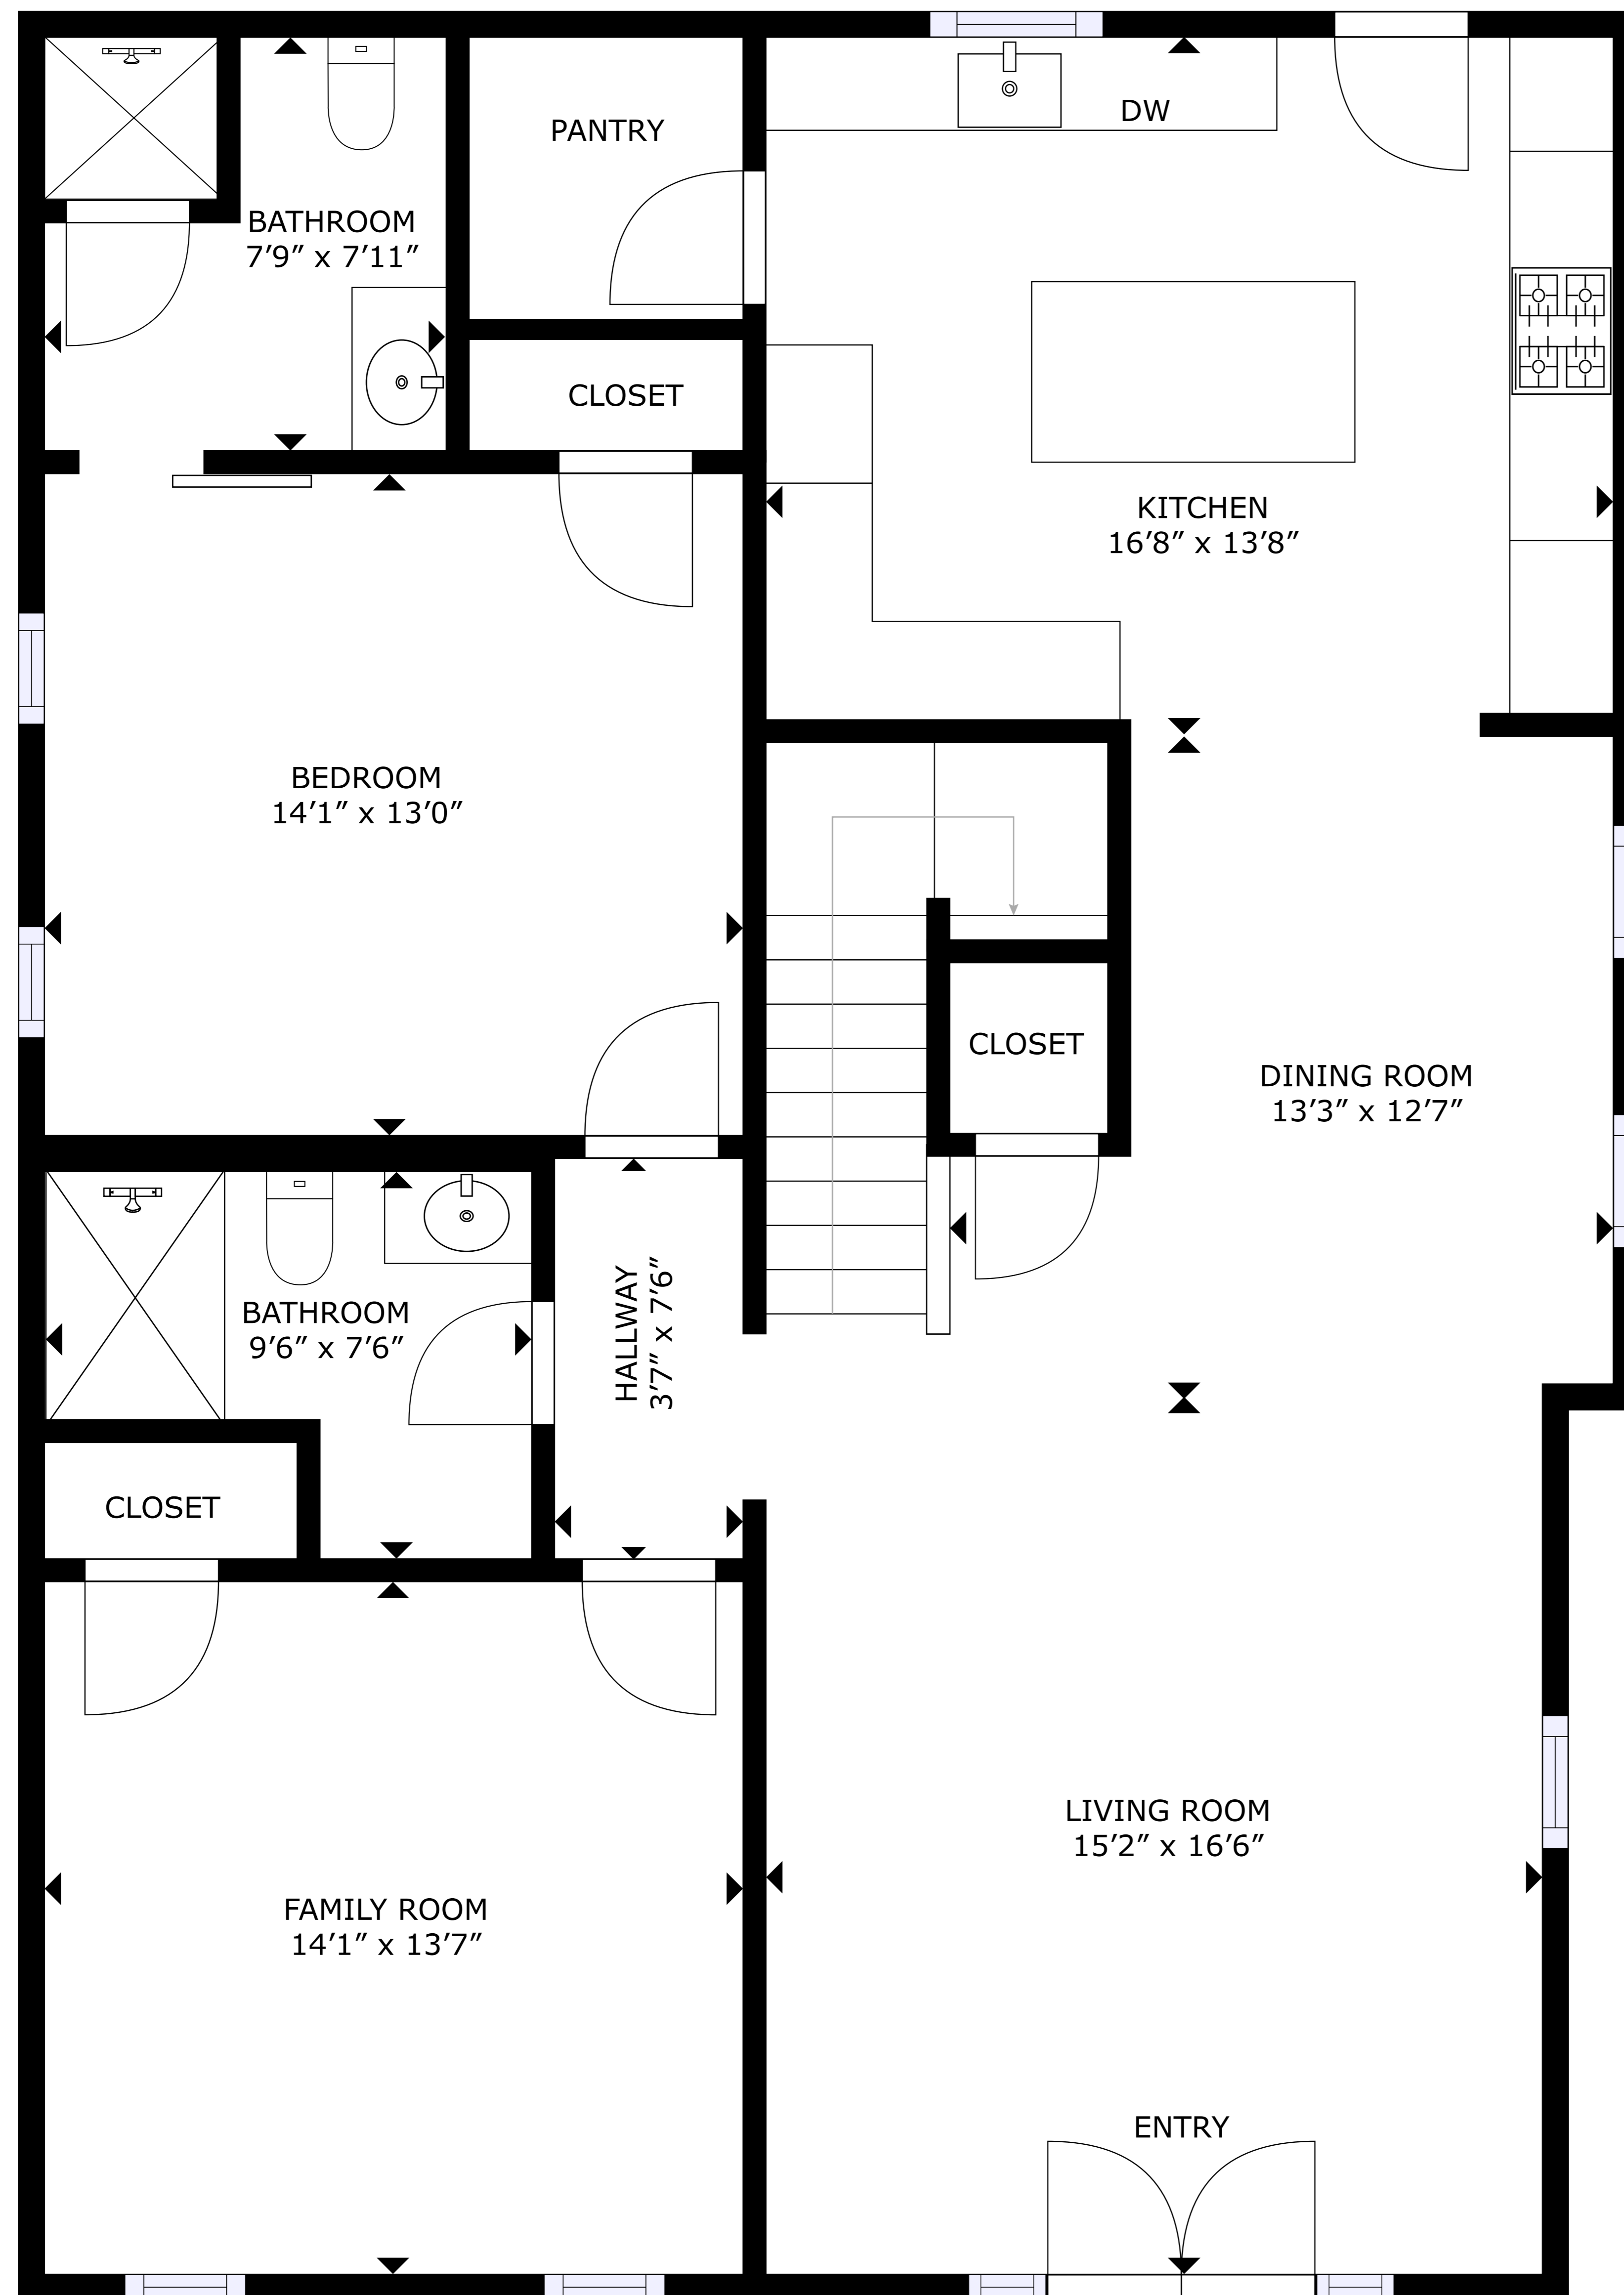 PANTRY
DW
BATHROOM
7’9” x 7’11”
CLOSET
KITCHEN
16’8” x 13’8”
BEDROOM
14’1” x 13’0”
CLOSET
DINING ROOM
13’3” x 12’7”
BATHROOM
9’6” x 7’6”
HALLWAY
3’7” x 7’6”
CLOSET
LIVING ROOM
15’2” x 16’6”
FAMILY ROOM
14’1” x 13’7”
ENTRY